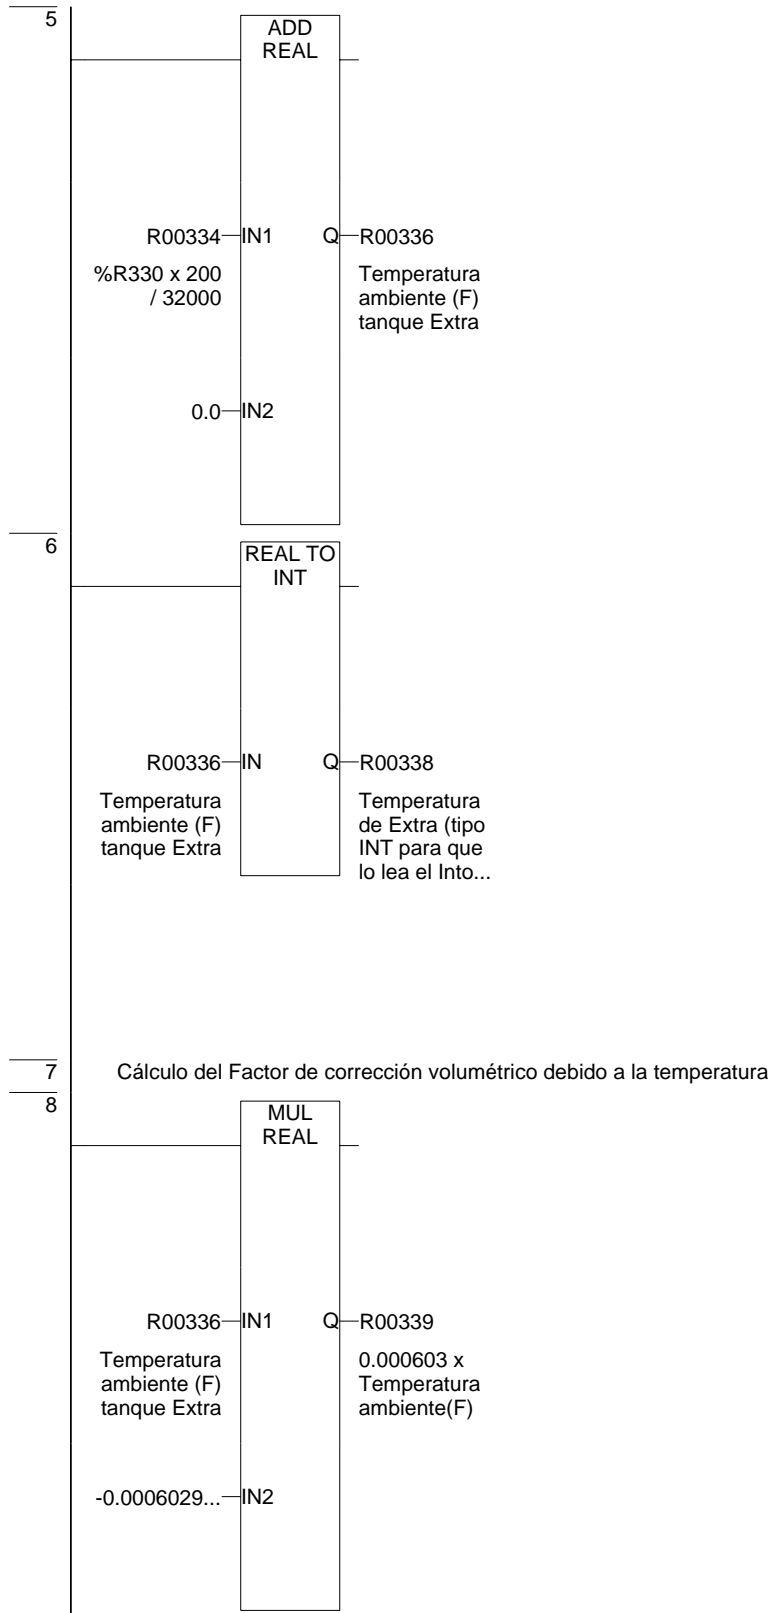 5
ADD
REAL
R00334 IN1 Q R00336
%R330 x 200
/ 32000
Temperatura
ambiente (F)
tanque Extra
0.0 IN2
6
REAL TO
INT
R00336 IN Q R00338
Temperatura
ambiente (F)
tanque Extra
Temperatura
de Extra (tipo
INT para que
lo lea el Into...
7 Cálculo del Factor de corrección volumétrico debido a la temperatura
8
MUL
REAL
R00336 IN1 Q R00339
Temperatura
ambiente (F)
tanque Extra
0.000603 x
Temperatura
ambiente(F)
-0.0006029... IN2